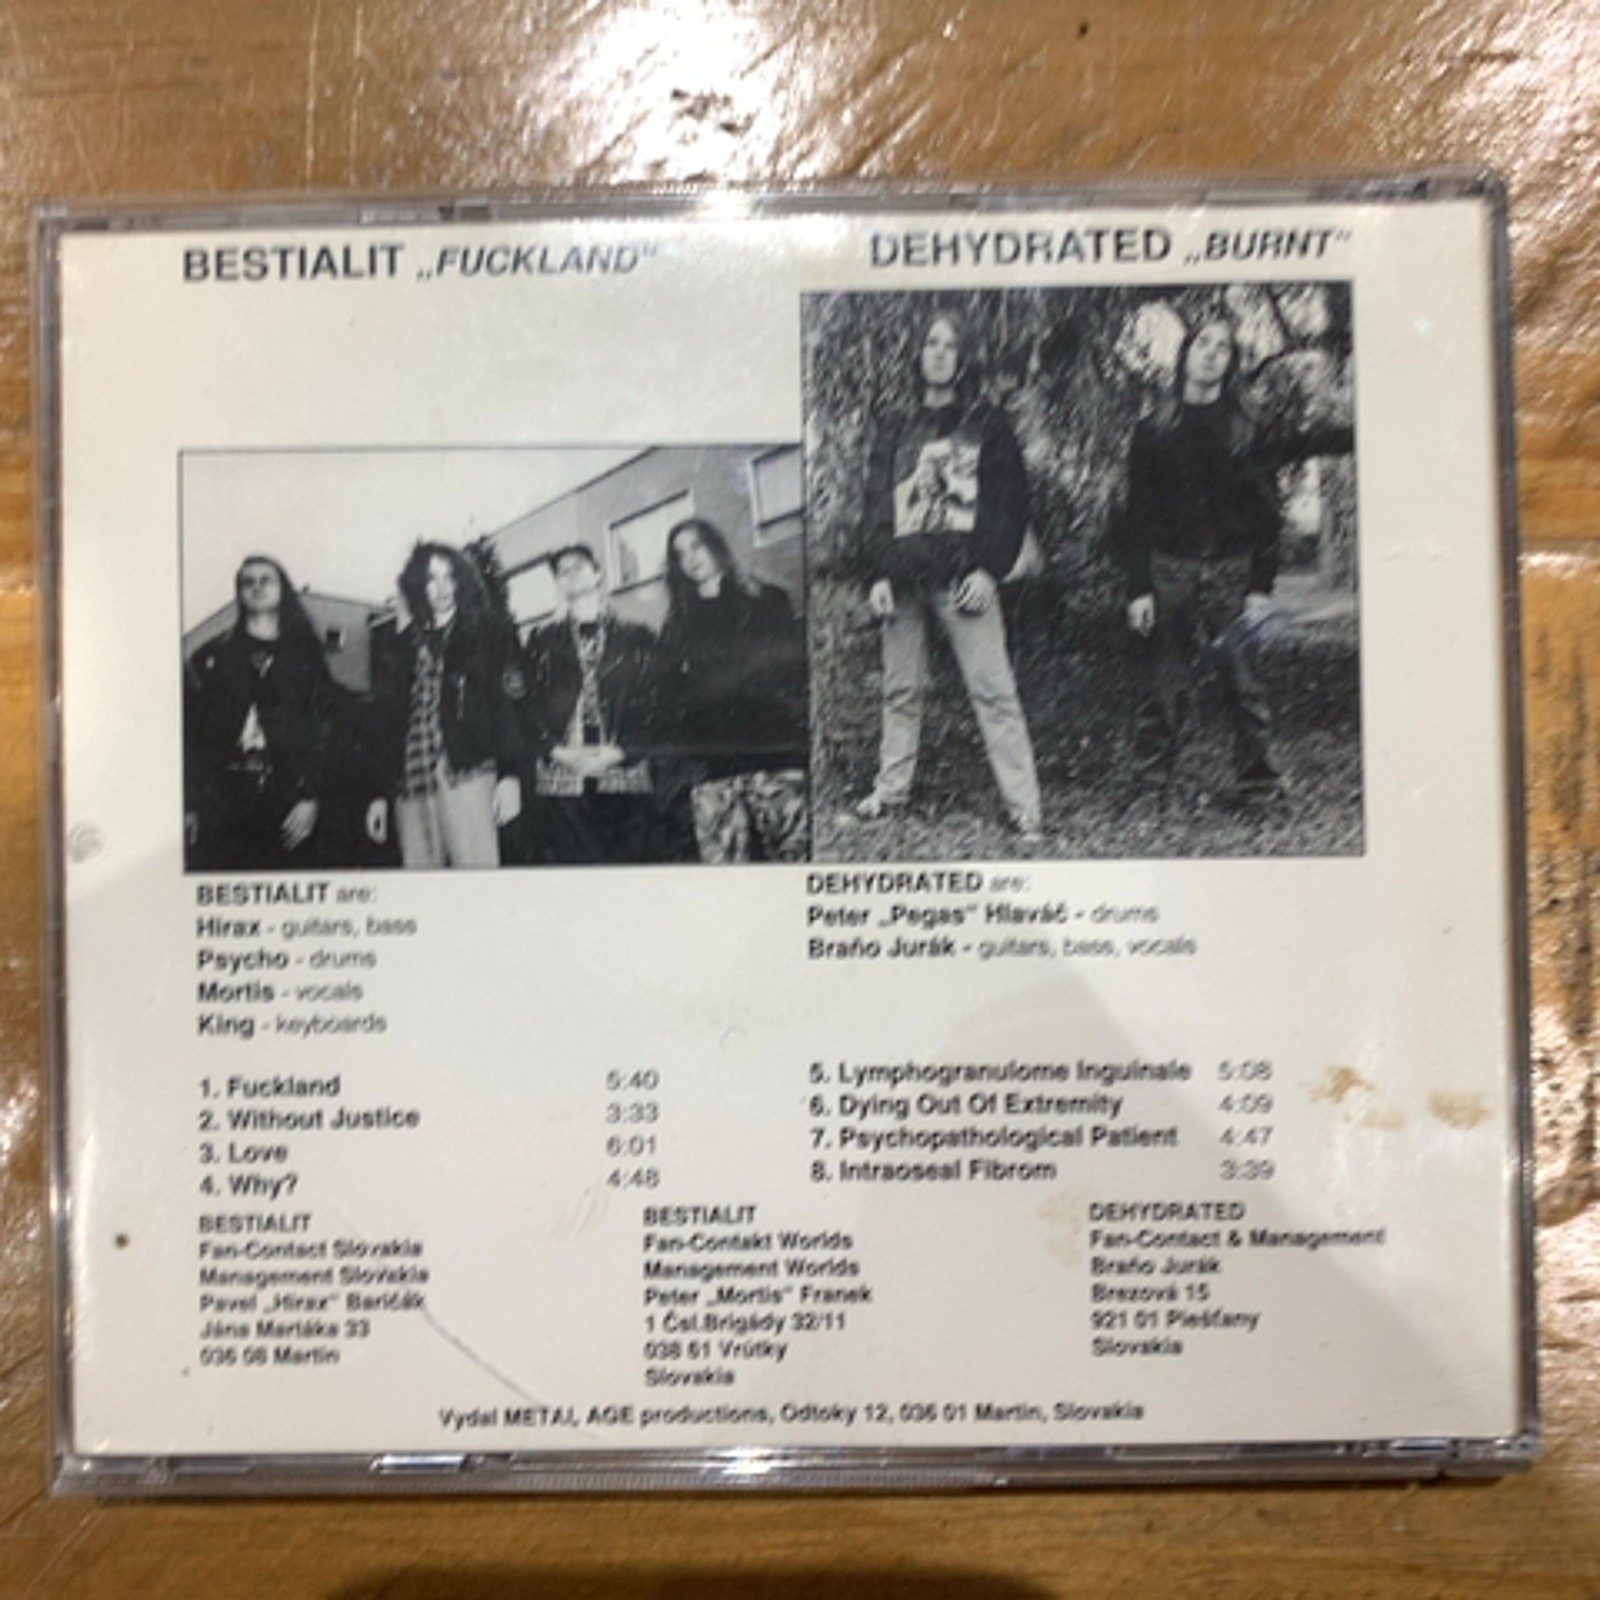 BESTIALIT „FUCKLAND"
DEHYDRATED „BURNT"
BESTIALIT are:
Hirax - guitars, bass
Psycho - drums
Mortis - vocals
King - keyboards
DEHYDRATED are:
Peter „Pegas" Hlaváč - drums
Braňo Jurák - guitars, bass, vocals
1. Fuckland 5:40
2. Without Justice 3:33
3. Love 6:01
4. Why? 4:48
5. Lymphogranulome Inguinale 5:08
6. Dying Out Of Extremity 4:09
7. Psychopathological Patient 4:47
8. Intraoseal Fibrom 3:39
BESTIALIT
Fan-Contact Slovakia
Management Slovakia
Pavel „Hirax" Baričák
Jána Martáka 33
036 08 Martin
BESTIALIT
Fan-Contakt Worlds
Management Worlds
Peter „Mortis" Franek
1 Čsl.Brigády 32/11
038 61 Vrútky
Slovakia
DEHYDRATED
Fan-Contact & Management
Braňo Jurák
Brezová 15
921 01 Piešťany
Slovakia
Vydal METAL AGE productions, Odtoky 12, 036 01 Martin, Slovakia